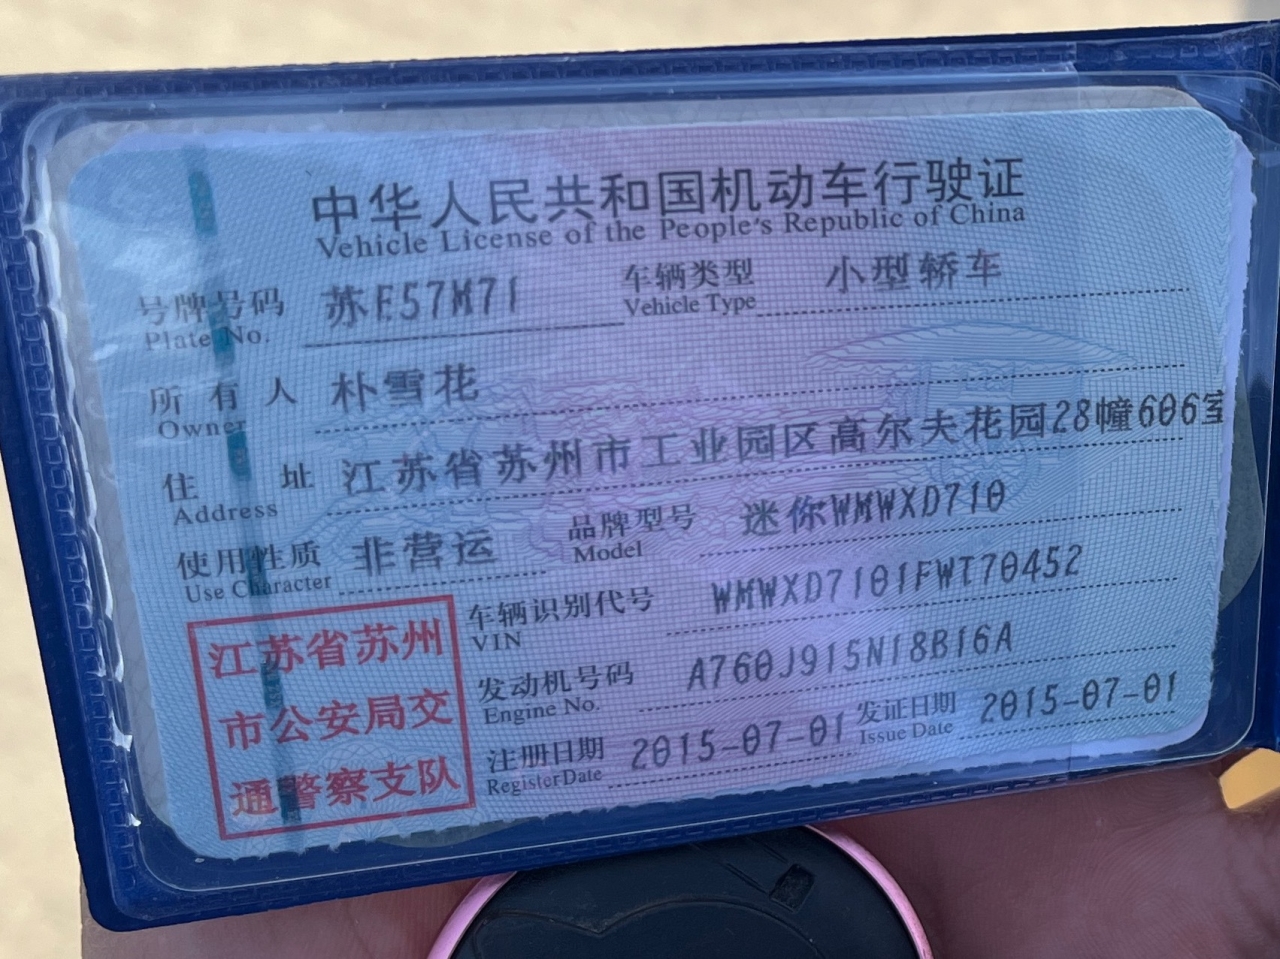 中华人民共和国机动车行驶证
Vehicle License of the People's Republic of China
号牌号码 苏E57M71 车辆类型 小型轿车
Plate No. Vehicle Type
所有人 朴雪花
Owner
住址 江苏省苏州市工业园区高尔夫花园28幢606室
Address
使用性质 非营运 品牌型号 迷你WMWXD710
Use Character Model
江苏省苏州
市公安局交
通警察支队
车辆识别代号 WMWXD7101FWT70452
VIN
发动机号码 A760J915N18B16A
Engine No.
注册日期 2015-07-01 发证日期 2015-07-01
Register Date Issue Date